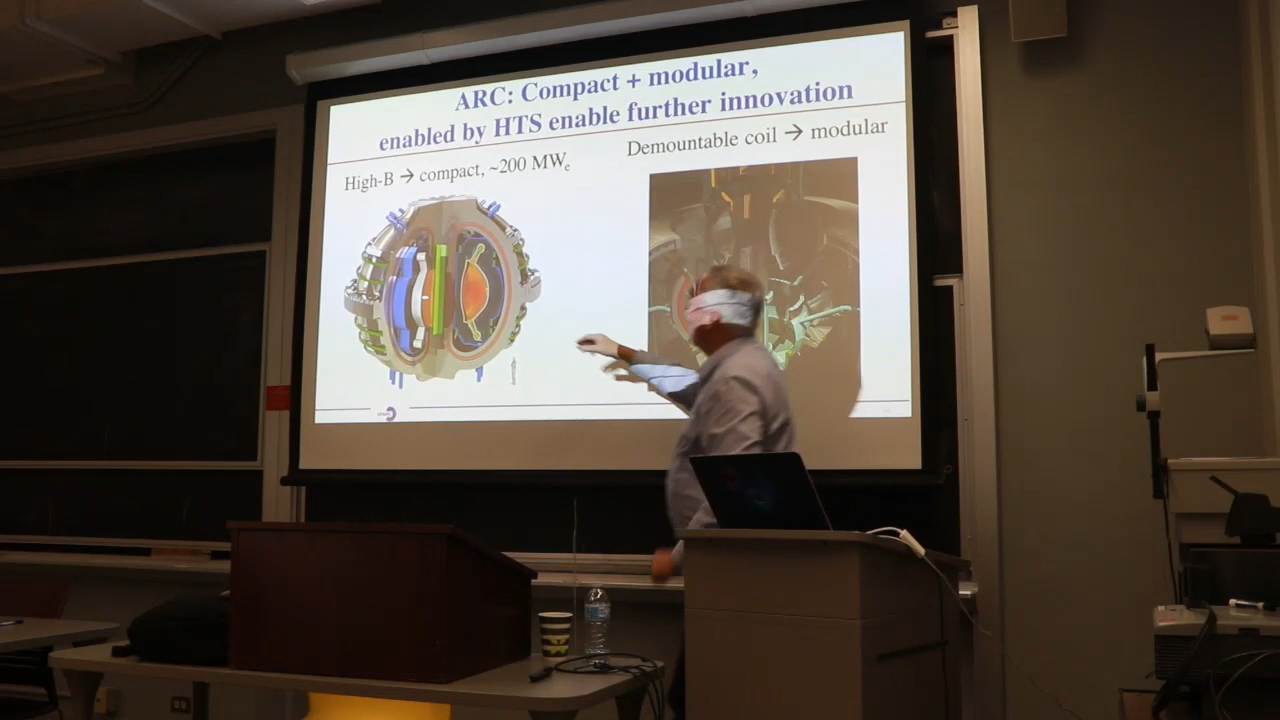 ARC: Compact + modular,
enabled by HTS enable further innovation
High-B → compact, ~200 MWe
Demountable coil → modular